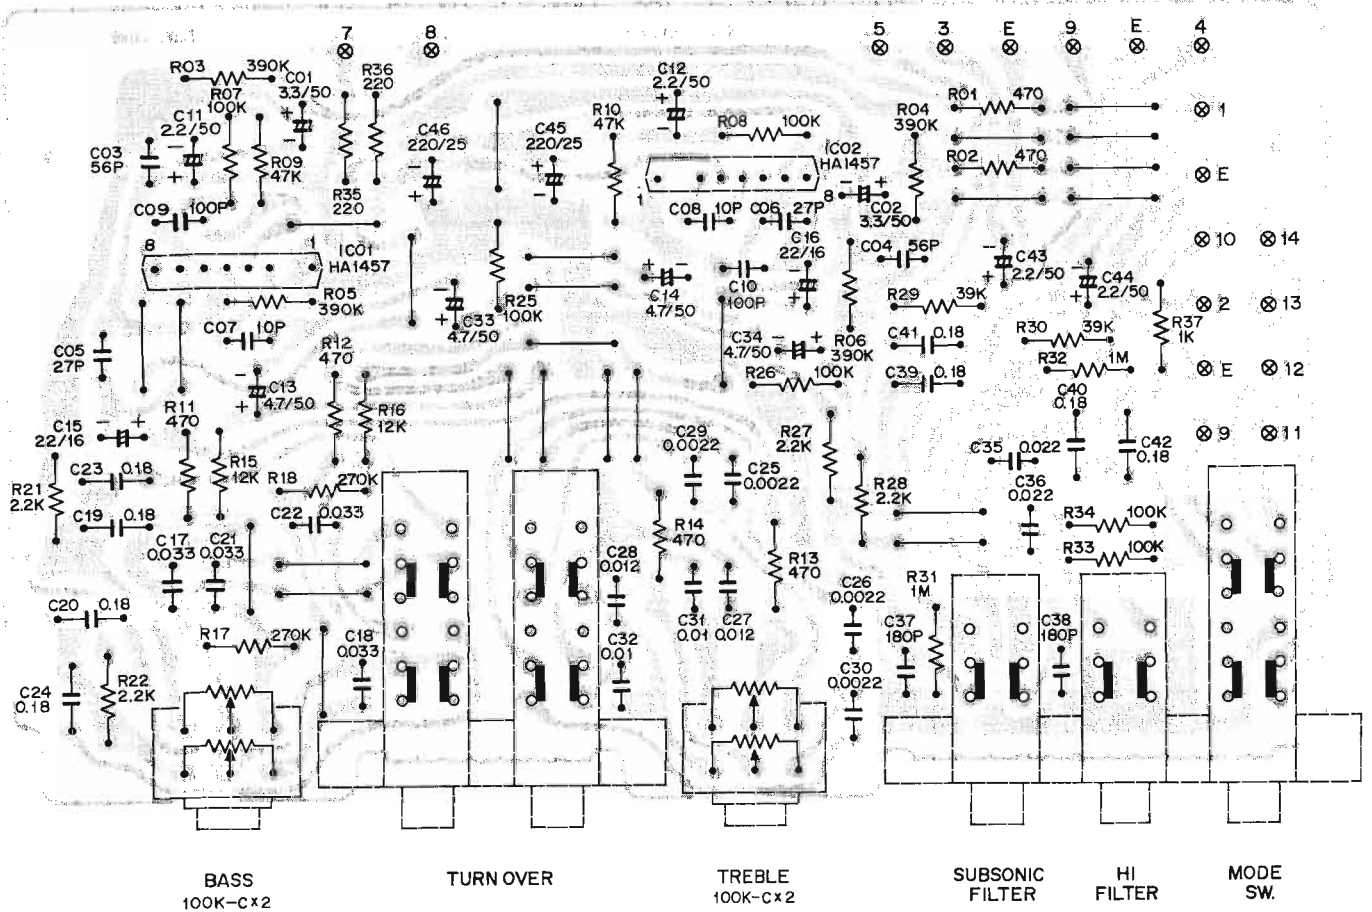 7
8
5
3
E
9
E
4
R03
390K
R07
100K
C01
3.3/50
R36
220
C12
2.2/50
R01
470
1
C11
2.2/50
C46
220/25
C45
220/25
R10
47K
R08
100K
R04
390K
C03
56P
R09
47K
IC02
HA1457
R02
470
E
R35
220
1
8
C09
100P
C08
10P
C06
27P
C02
3.3/50
8
1
IC01
HA1457
C16
22/16
C04
56P
C43
2.2/50
10
14
C14
4.7/50
C10
100P
C44
2.2/50
R05
390K
C33
4.7/50
R25
100K
R29
39K
2
13
C07
10P
R12
470
C34
4.7/50
R06
390K
C41
0.18
R30
39K
R37
1K
C05
27P
R32
1M
R26
100K
C39
0.18
E
12
C13
4.7/50
C40
0.18
R11
470
R16
12K
C15
22/16
C29
0.0022
R27
2.2K
9
11
C23
0.18
R15
12K
R18
270K
C25
0.0022
C35
0.022
C42
0.18
R21
2.2K
R28
2.2K
C36
0.022
C19
0.18
C22
0.033
R14
470
R34
100K
C17
0.033
C21
0.033
C28
0.012
R13
470
R33
100K
C20
0.18
C31
0.01
C27
0.012
C26
0.0022
R31
1M
C37
180P
C38
180P
R17
270K
C18
0.033
C32
0.01
C24
0.18
R22
2.2K
C30
0.0022
BASS
100K-C×2
TURN OVER
TREBLE
100K-C×2
SUBSONIC
FILTER
HI
FILTER
MODE
SW.